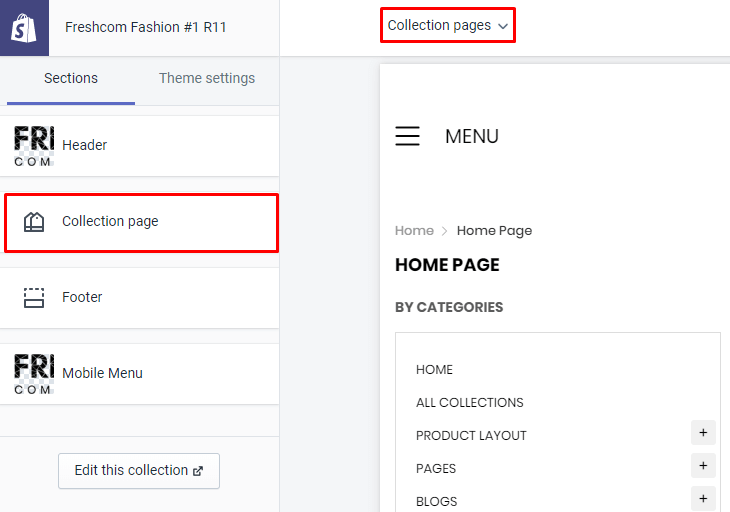 Freshcom Fashion #1 R11
Collection pages
Sections
Theme settings
FRI
COM
Header
Collection page
Footer
FRI
COM
Mobile Menu
Edit this collection
MENU
Home > Home Page
HOME PAGE
BY CATEGORIES
HOME
ALL COLLECTIONS
PRODUCT LAYOUT +
PAGES +
BLOGS +